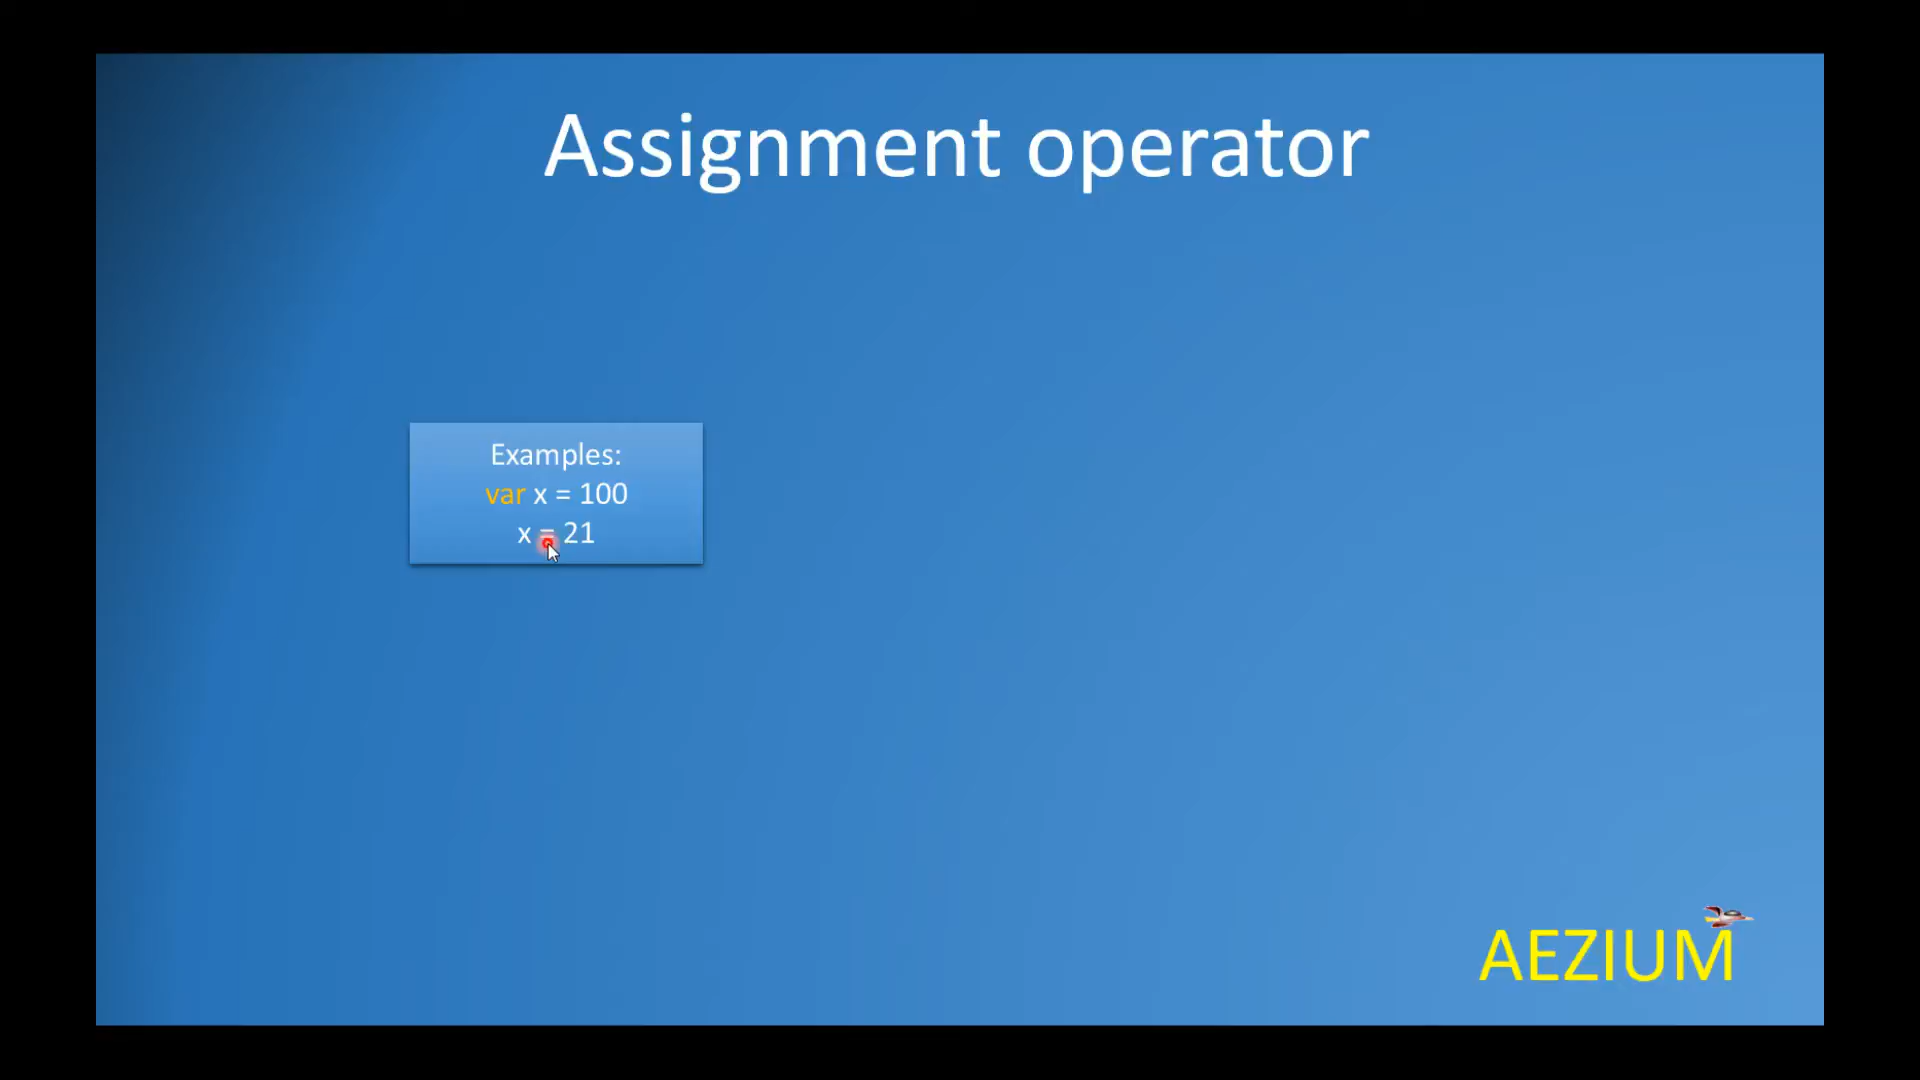 Assignment operator
Examples:
var x = 100
x = 21
AEZIUM